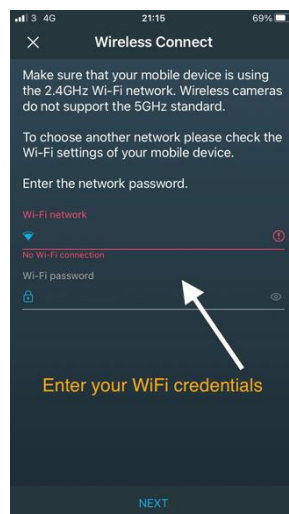 3 4G 21:15 69%
Wireless Connect
Make sure that your mobile device is using
the 2.4GHz Wi-Fi network. Wireless cameras
do not support the 5GHz standard.
To choose another network please check the
Wi-Fi settings of your mobile device.
Enter the network password.
Wi-Fi network
No Wi-Fi connection
Wi-Fi password
Enter your WiFi credentials
NEXT